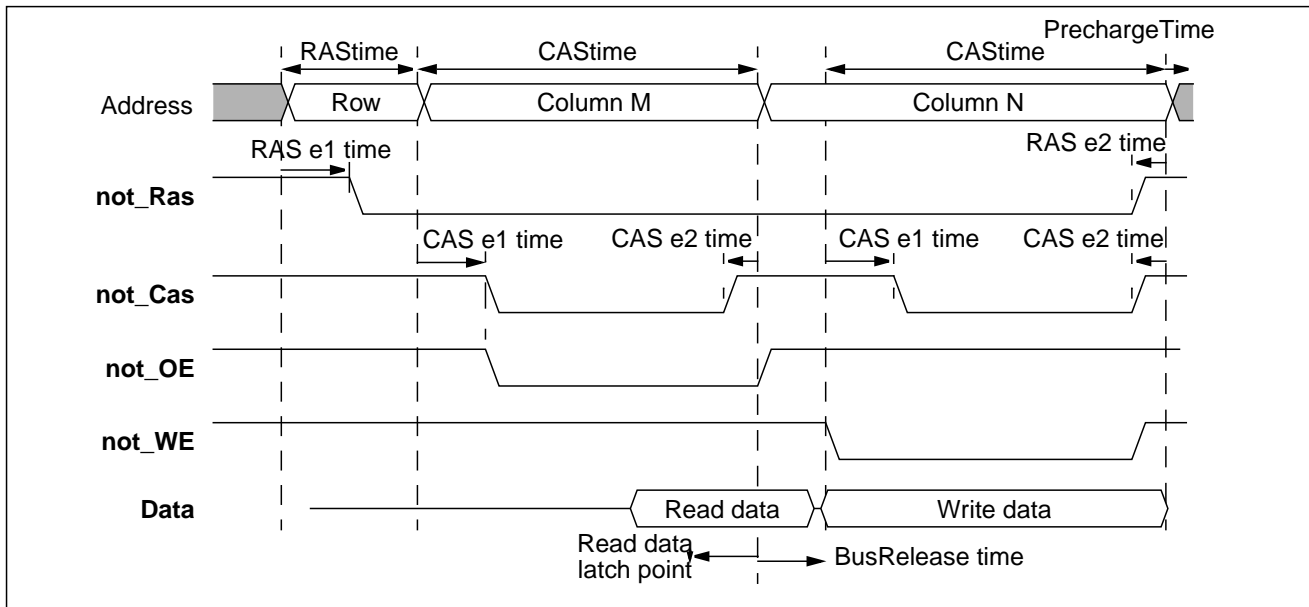 PrechargeTime
RAStime
CAStime
CAStime
Address
Row
Column M
Column N
RAS e1 time
RAS e2 time
not_Ras
CAS e1 time
CAS e2 time
CAS e1 time
CAS e2 time
not_Cas
not_OE
not_WE
Data
Read data
Write data
Read data
latch point
BusRelease time